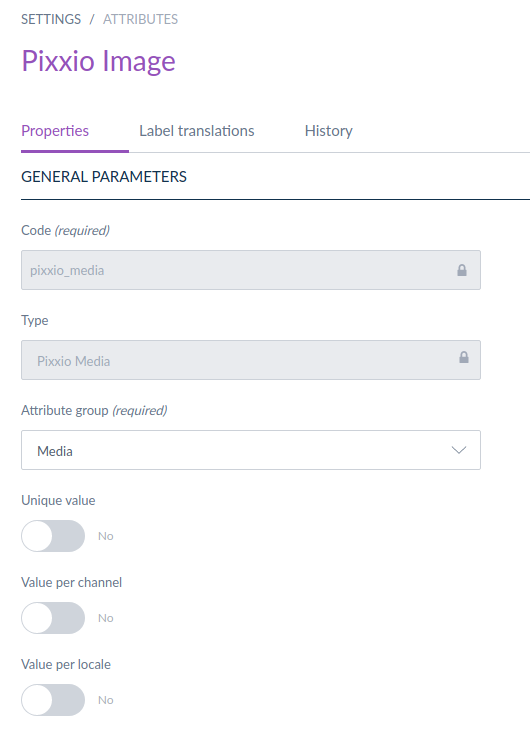 SETTINGS / ATTRIBUTES
Pixxio Image
Properties Label translations History
GENERAL PARAMETERS
Code (required)
pixxio_media
Type
Pixxio Media
Attribute group (required)
Media
Unique value
No
Value per channel
No
Value per locale
No